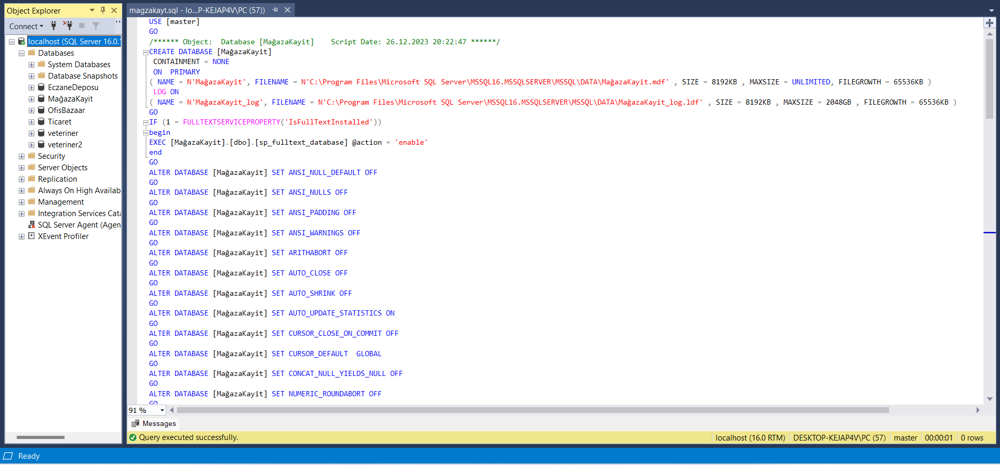 Object Explorer
Connect
localhost (SQL Server 16.0.1
Databases
System Databases
Database Snapshots
EczaneDeposu
MağazaKayit
OfisBazaar
Ticaret
veteriner
veteriner2
Security
Server Objects
Replication
Always On High Availab
Management
Integration Services Cata
SQL Server Agent (Agen
XEvent Profiler
magzakayt.sql - lo...P-KEJAP4V\PC (57))
USE [master]
GO
/****** Object:  Database [MağazaKayit]    Script Date: 26.12.2023 20:22:47 ******/
CREATE DATABASE [MağazaKayit]
 CONTAINMENT = NONE
 ON  PRIMARY
( NAME = N'MağazaKayit', FILENAME = N'C:\Program Files\Microsoft SQL Server\MSSQL16.MSSQLSERVER\MSSQL\DATA\MağazaKayit.mdf' , SIZE = 8192KB , MAXSIZE = UNLIMITED, FILEGROWTH = 65536KB )
 LOG ON
( NAME = N'MağazaKayit_log', FILENAME = N'C:\Program Files\Microsoft SQL Server\MSSQL16.MSSQLSERVER\MSSQL\DATA\MağazaKayit_log.ldf' , SIZE = 8192KB , MAXSIZE = 2048GB , FILEGROWTH = 65536KB )
GO
IF (1 = FULLTEXTSERVICEPROPERTY('IsFullTextInstalled'))
begin
EXEC [MağazaKayit].[dbo].[sp_fulltext_database] @action = 'enable'
end
GO
ALTER DATABASE [MağazaKayit] SET ANSI_NULL_DEFAULT OFF
GO
ALTER DATABASE [MağazaKayit] SET ANSI_NULLS OFF
GO
ALTER DATABASE [MağazaKayit] SET ANSI_PADDING OFF
GO
ALTER DATABASE [MağazaKayit] SET ANSI_WARNINGS OFF
GO
ALTER DATABASE [MağazaKayit] SET ARITHABORT OFF
GO
ALTER DATABASE [MağazaKayit] SET AUTO_CLOSE OFF
GO
ALTER DATABASE [MağazaKayit] SET AUTO_SHRINK OFF
GO
ALTER DATABASE [MağazaKayit] SET AUTO_UPDATE_STATISTICS ON
GO
ALTER DATABASE [MağazaKayit] SET CURSOR_CLOSE_ON_COMMIT OFF
GO
ALTER DATABASE [MağazaKayit] SET CURSOR_DEFAULT  GLOBAL
GO
ALTER DATABASE [MağazaKayit] SET CONCAT_NULL_YIELDS_NULL OFF
GO
ALTER DATABASE [MağazaKayit] SET NUMERIC_ROUNDABORT OFF
GO
91 %
Messages
Query executed successfully.
localhost (16.0 RTM)
DESKTOP-KEJAP4V\PC (57)
master
00:00:01
0 rows
Ready